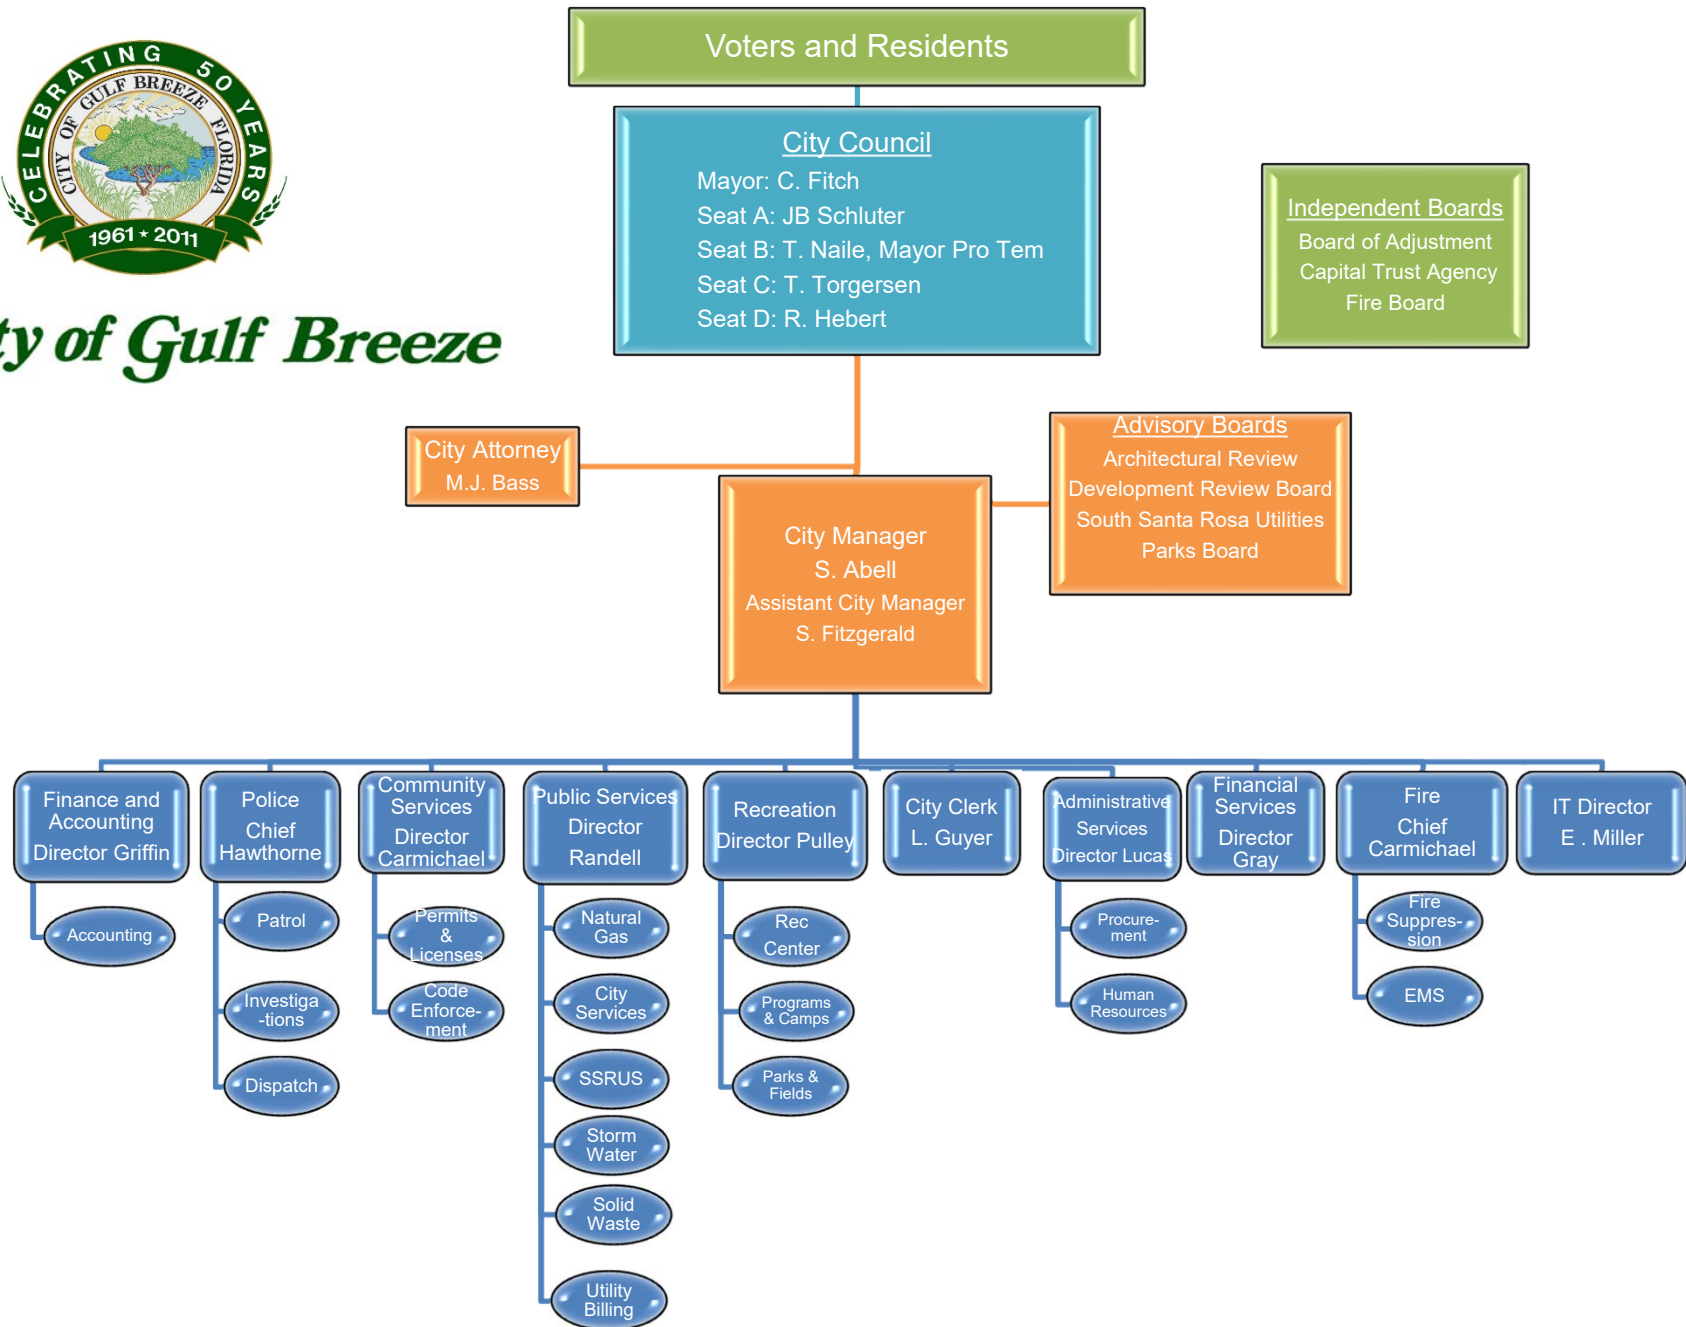 CELEBRATING 50 YEARS
CITY OF GULF BREEZE FLORIDA
1961 ★ 2011
ty of Gulf Breeze
Voters and Residents
City Council
Mayor: C. Fitch
Seat A: JB Schluter
Seat B: T. Naile, Mayor Pro Tem
Seat C: T. Torgersen
Seat D: R. Hebert
Independent Boards
Board of Adjustment
Capital Trust Agency
Fire Board
City Attorney
M.J. Bass
Advisory Boards
Architectural Review
Development Review Board
South Santa Rosa Utilities
Parks Board
City Manager
S. Abell
Assistant City Manager
S. Fitzgerald
Finance and
Accounting
Director Griffin
Accounting
Police
Chief
Hawthorne
Patrol
Investiga
-tions
Dispatch
Community
Services
Director
Carmichael
Permits
&
Licenses
Code
Enforce-
ment
Public Services
Director
Randell
Natural
Gas
City
Services
SSRUS
Storm
Water
Solid
Waste
Utility
Billing
Recreation
Director Pulley
Rec
Center
Programs
& Camps
Parks &
Fields
City Clerk
L. Guyer
Administrative
Services
Director Lucas
Procure-
ment
Human
Resources
Financial
Services
Director
Gray
Fire
Chief
Carmichael
Fire
Suppres-
sion
EMS
IT Director
E . Miller